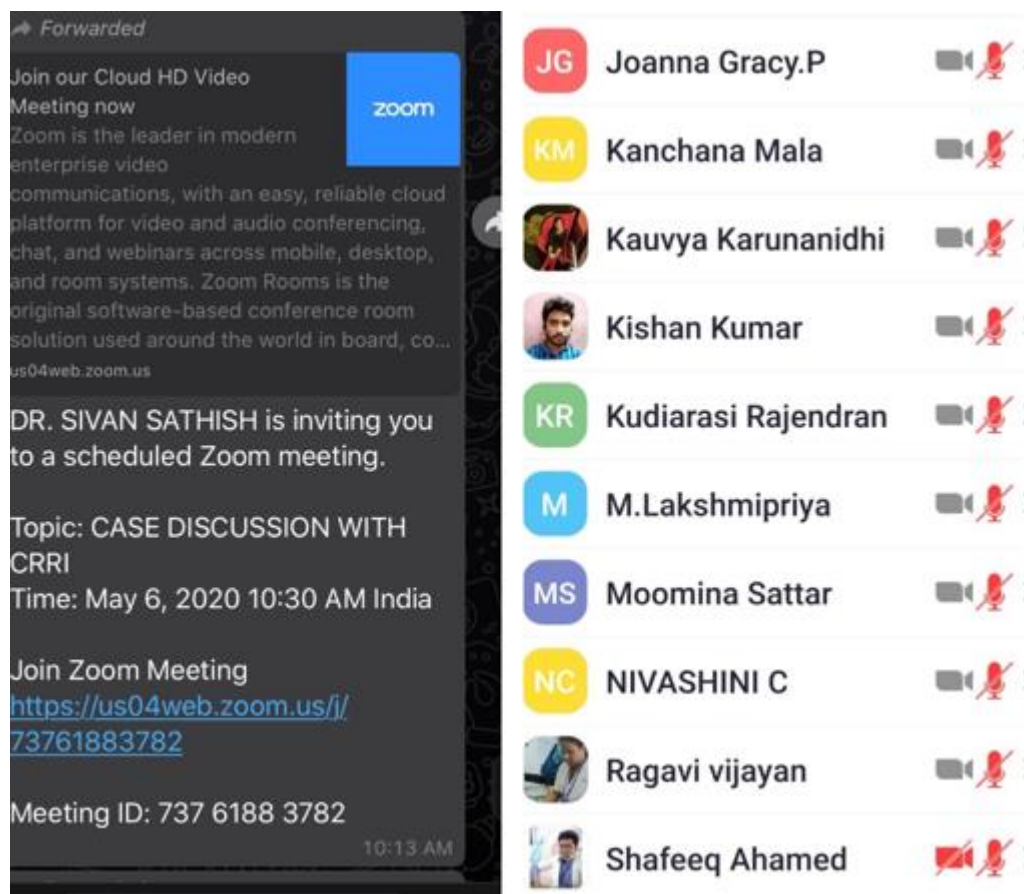 Forwarded
Join our Cloud HD Video
Meeting now
zoom
Zoom is the leader in modern
enterprise video
communications, with an easy, reliable cloud
platform for video and audio conferencing,
chat, and webinars across mobile, desktop,
and room systems. Zoom Rooms is the
original software-based conference room
solution used around the world in board, co...
us04web.zoom.us
DR. SIVAN SATHISH is inviting you
to a scheduled Zoom meeting.
Topic: CASE DISCUSSION WITH
CRRI
Time: May 6, 2020 10:30 AM India
Join Zoom Meeting
https://us04web.zoom.us/j/
73761883782
Meeting ID: 737 6188 3782
10:13 AM
JG Joanna Gracy.P
KM Kanchana Mala
Kauvya Karunanidhi
Kishan Kumar
KR Kudiarasi Rajendran
M M.Lakshmipriya
MS Moomina Sattar
NC NIVASHINI C
Ragavi vijayan
Shafeeq Ahamed